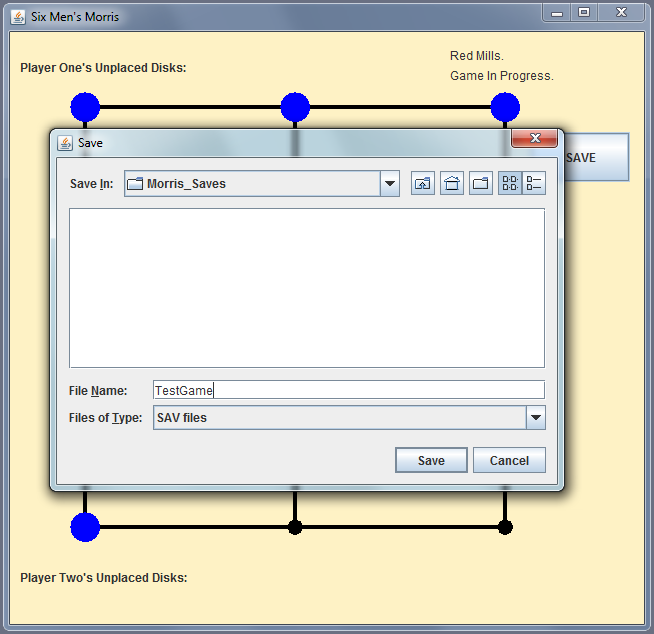 Six Men's Morris
Red Mills.
Player One's Unplaced Disks:
Game In Progress.
Save
SAVE
Save In:
Morris_Saves
File Name:
TestGame
Files of Type:
SAV files
Save
Cancel
Player Two's Unplaced Disks: